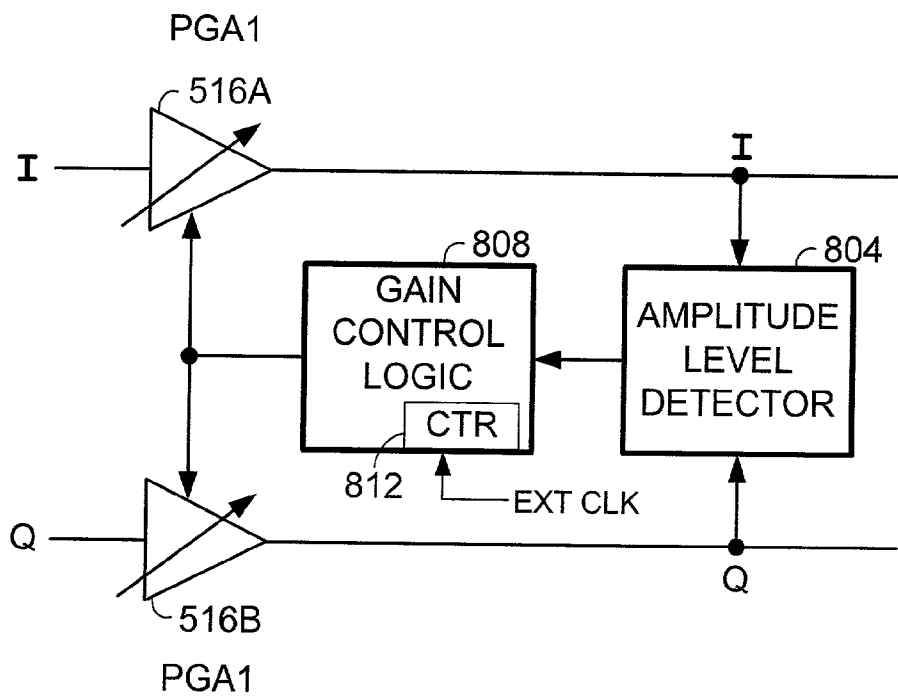 PGA1
516A
I
I
808
804
GAIN
CONTROL
LOGIC
CTR
812
AMPLITUDE
LEVEL
DETECTOR
EXT CLK
Q
Q
516B
PGA1